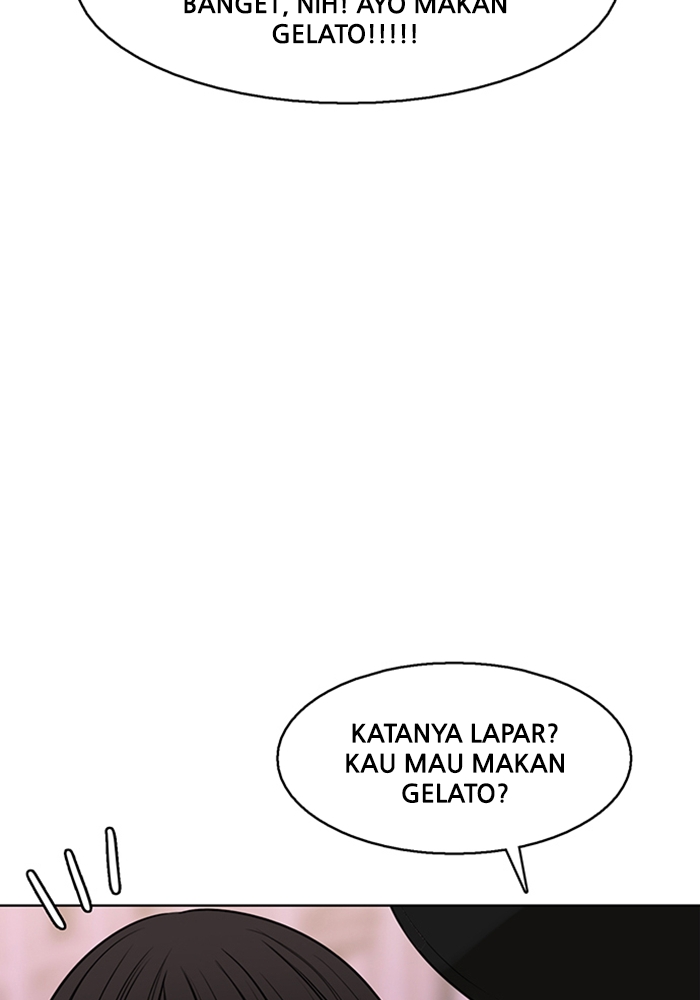 BANGET, NIH! AYO MAKAN
GELATO!!!!!
KATANYA LAPAR?
KAU MAU MAKAN
GELATO?